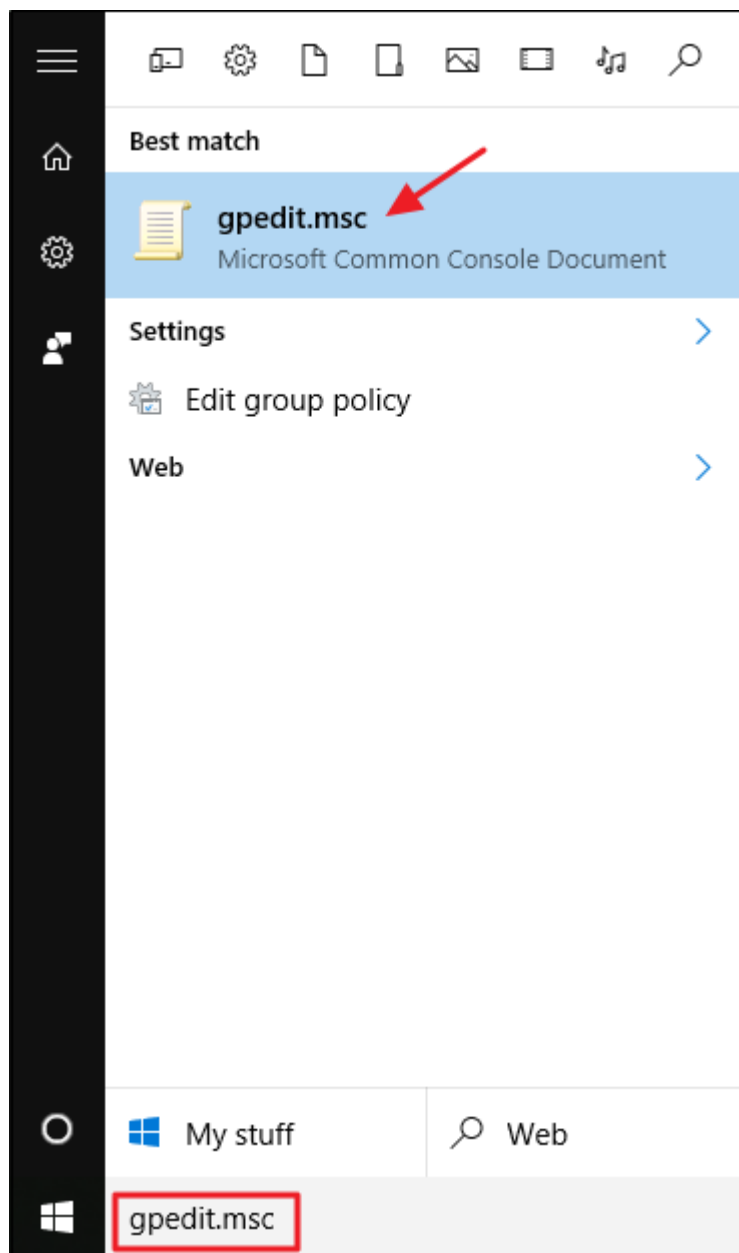 Best match
gpedit.msc
Microsoft Common Console Document
Settings
Edit group policy
Web
My stuff
Web
gpedit.msc